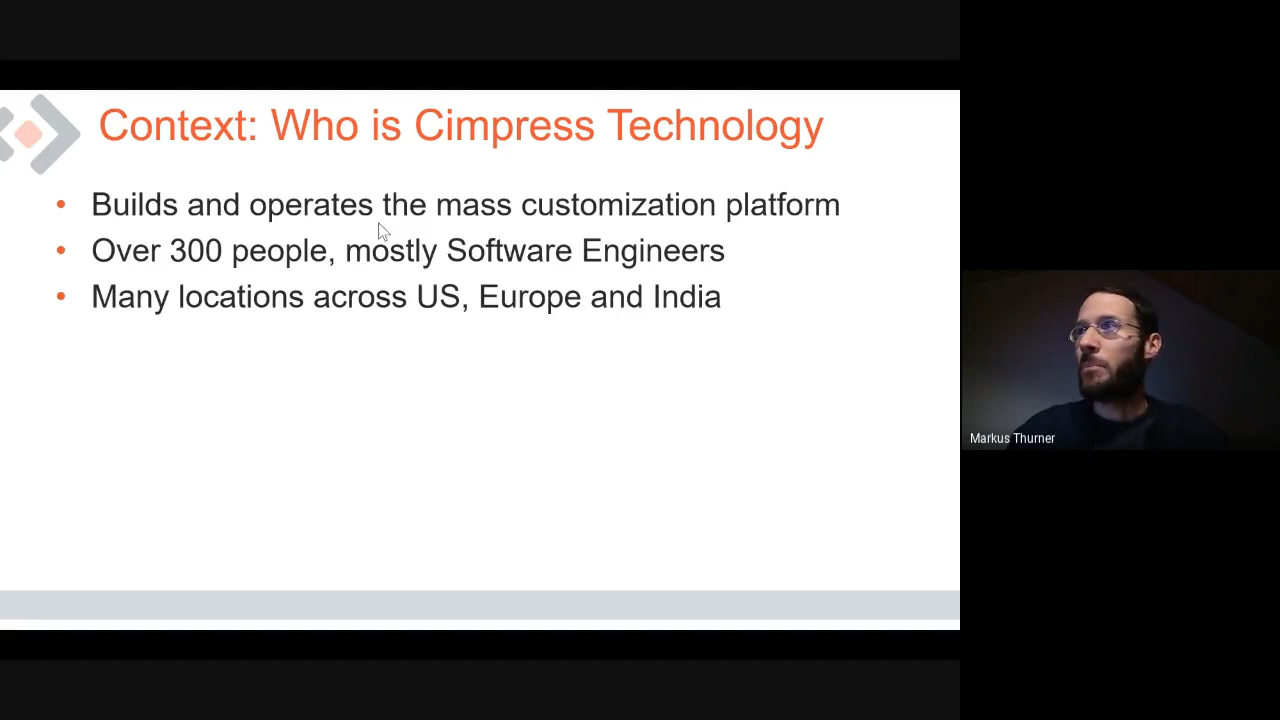 Context: Who is Cimpress Technology
• Builds and operates the mass customization platform
• Over 300 people, mostly Software Engineers
• Many locations across US, Europe and India
Markus Thurner